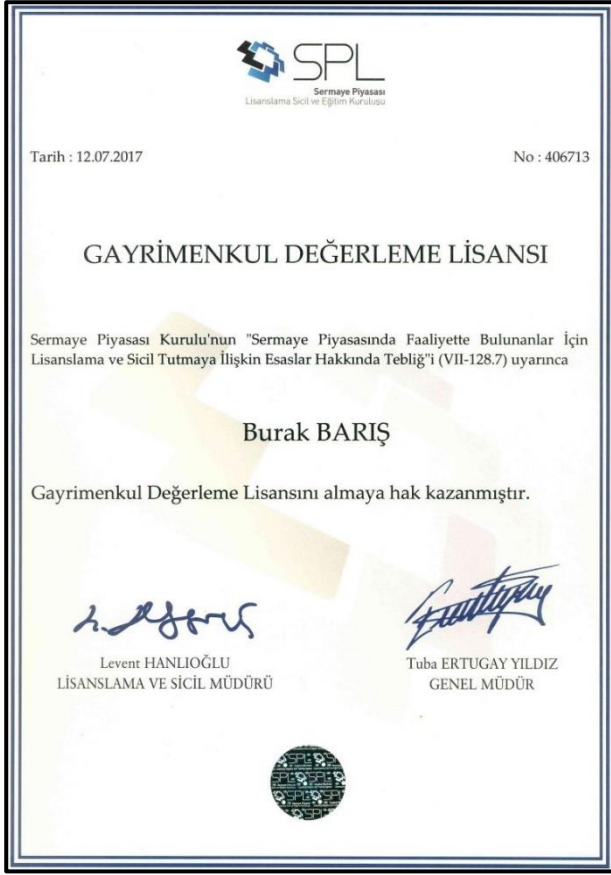 SPL
Sermaye Piyasası
Lisanslama Sicil ve Eğitim Kuruluşu
Tarih : 12.07.2017
No : 406713
GAYRİMENKUL DEĞERLEME LİSANSI
Sermaye Piyasası Kurulu'nun "Sermaye Piyasasında Faaliyette Bulunanlar İçin
Lisanslama ve Sicil Tutmaya İlişkin Esaslar Hakkında Tebliğ"i (VII-128.7) uyarınca
Burak BARIŞ
Gayrimenkul Değerleme Lisansını almaya hak kazanmıştır.
Levent HANLIOĞLU
LİSANSLAMA VE SİCİL MÜDÜRÜ
Tuba ERTUGAY YILDIZ
GENEL MÜDÜR